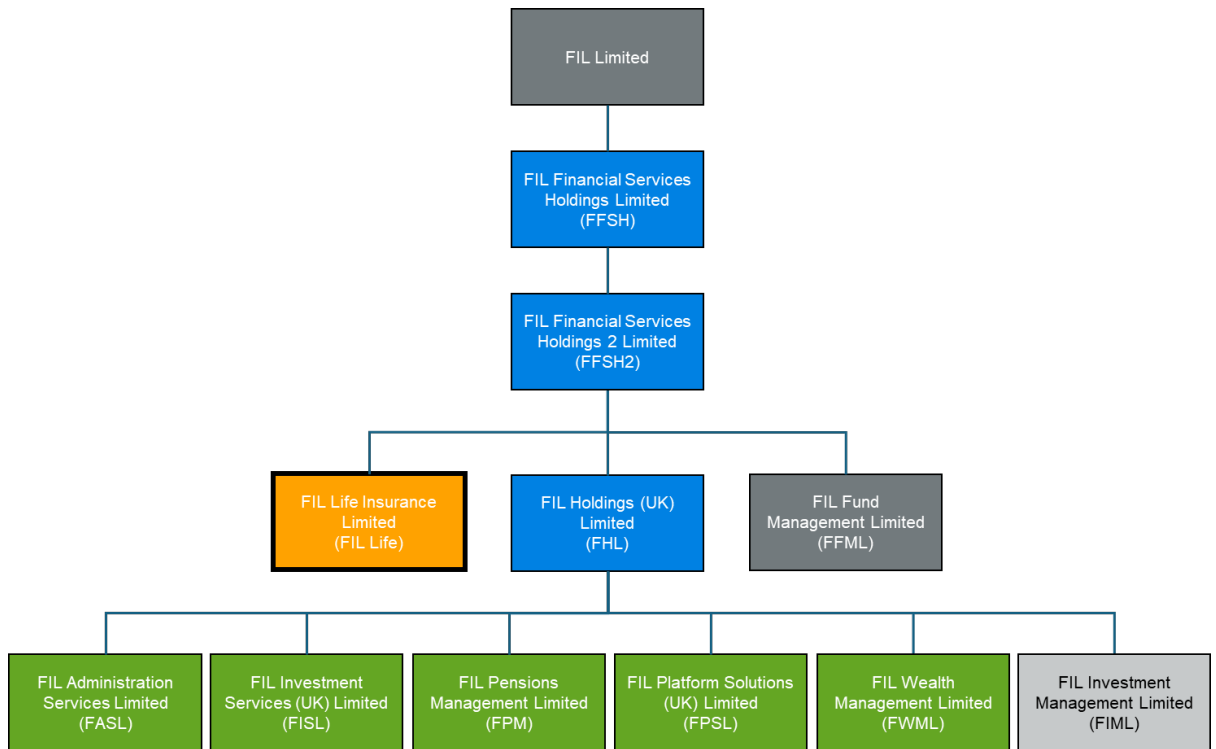 FIL Limited
FIL Financial Services
Holdings Limited
(FFSH)
FIL Financial Services
Holdings 2 Limited
(FFSH2)
FIL Life Insurance
Limited
(FIL Life)
FIL Holdings (UK)
Limited
(FHL)
FIL Fund
Management Limited
(FFML)
FIL Administration
Services Limited
(FASL)
FIL Investment
Services (UK) Limited
(FISL)
FIL Pensions
Management Limited
(FPM)
FIL Platform Solutions
(UK) Limited
(FPSL)
FIL Wealth
Management Limited
(FWML)
FIL Investment
Management Limited
(FIML)